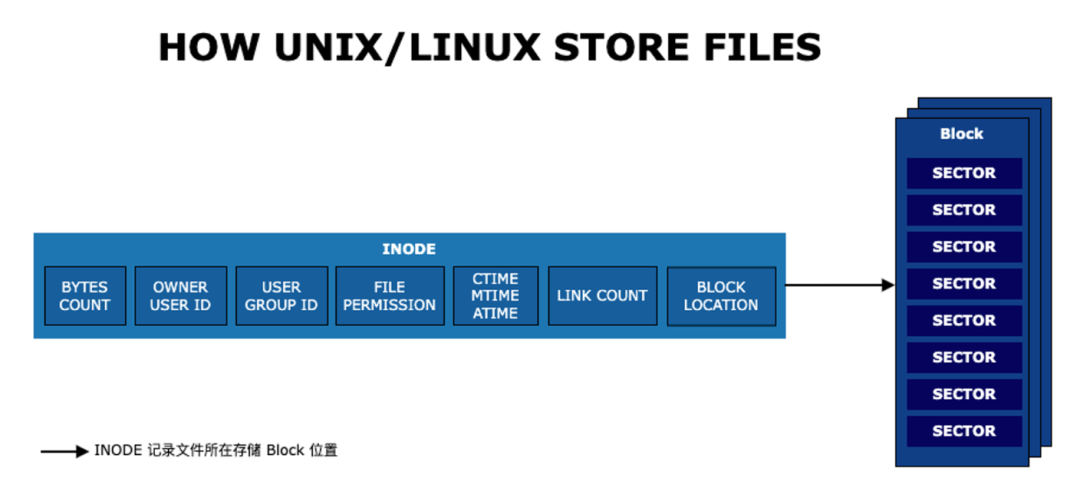 HOW UNIX/LINUX STORE FILES
Block
SECTOR
SECTOR
SECTOR
SECTOR
SECTOR
SECTOR
SECTOR
SECTOR
INODE
BYTES
COUNT
OWNER
USER ID
USER
GROUP ID
FILE
PERMISSION
CTIME
MTIME
ATIME
LINK COUNT
BLOCK
LOCATION
INODE 记录文件所在存储 Block 位置